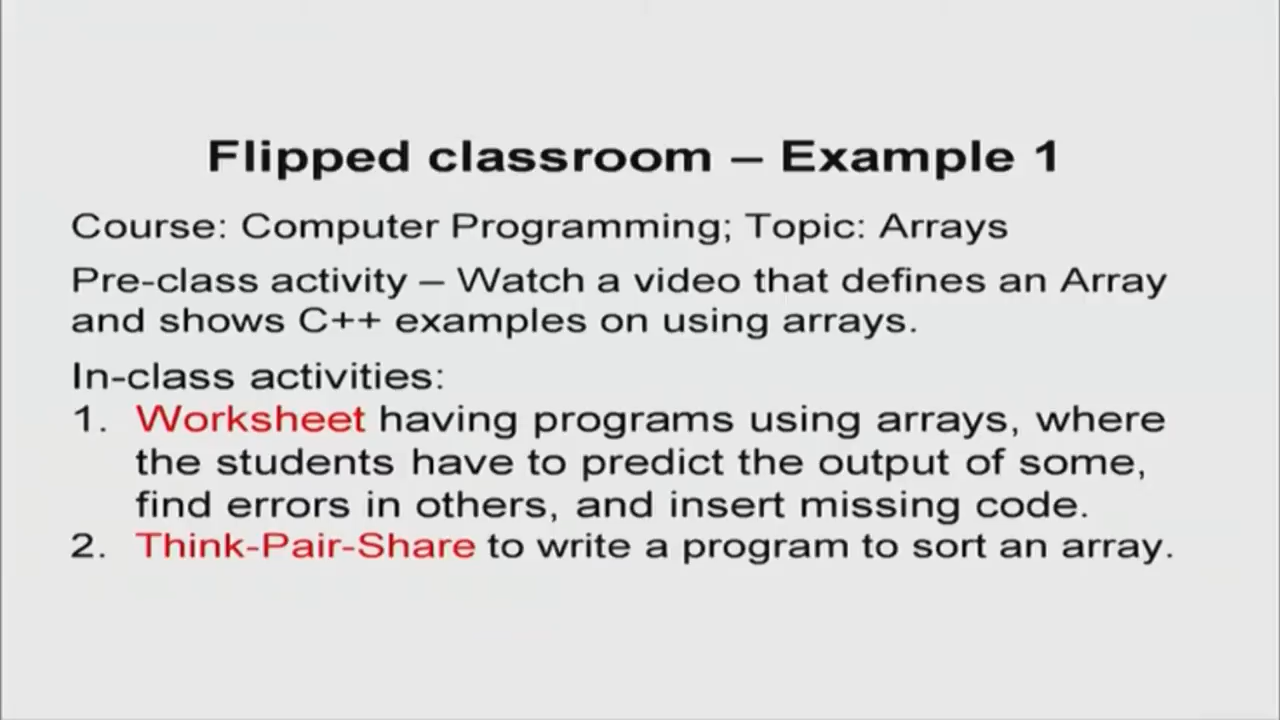 Flipped classroom – Example 1
Course: Computer Programming; Topic: Arrays
Pre-class activity – Watch a video that defines an Array
and shows C++ examples on using arrays.
In-class activities:
1. Worksheet having programs using arrays, where
the students have to predict the output of some,
find errors in others, and insert missing code.
2. Think-Pair-Share to write a program to sort an array.